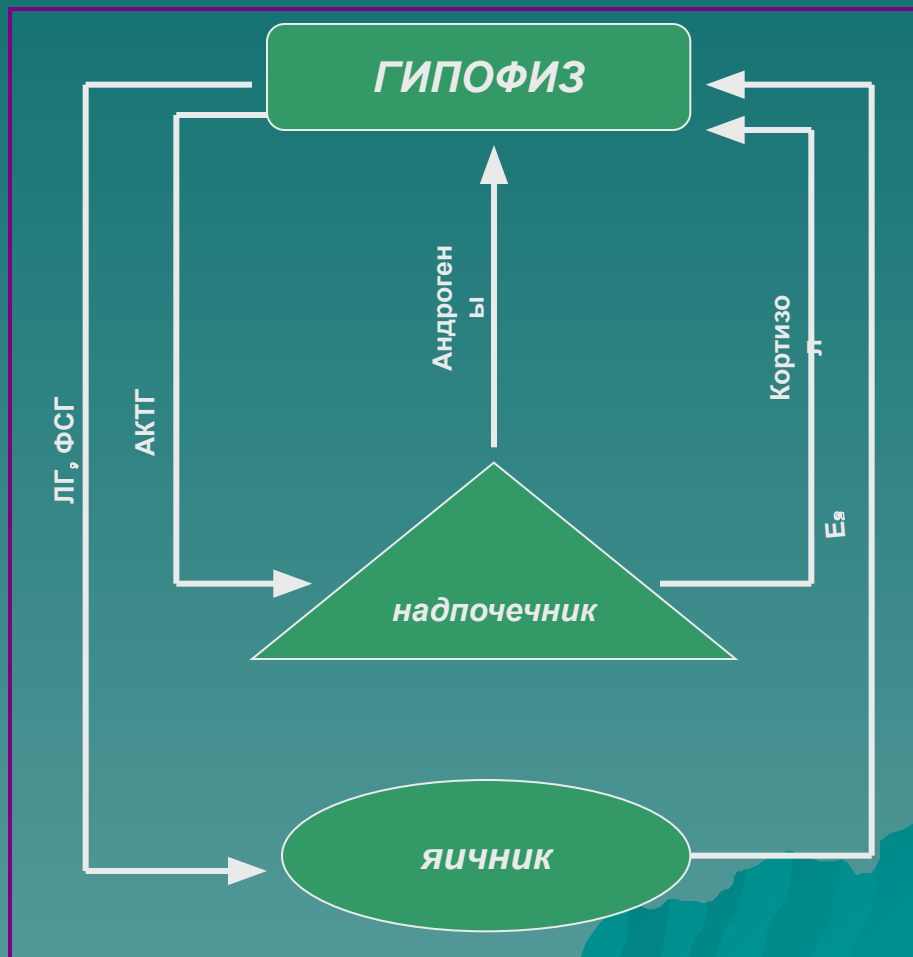 ГИПОФИЗ
ЛГ, ФСГ
АКТГ
Андроген
ы
Кортизо
л
надпочечник
яичник